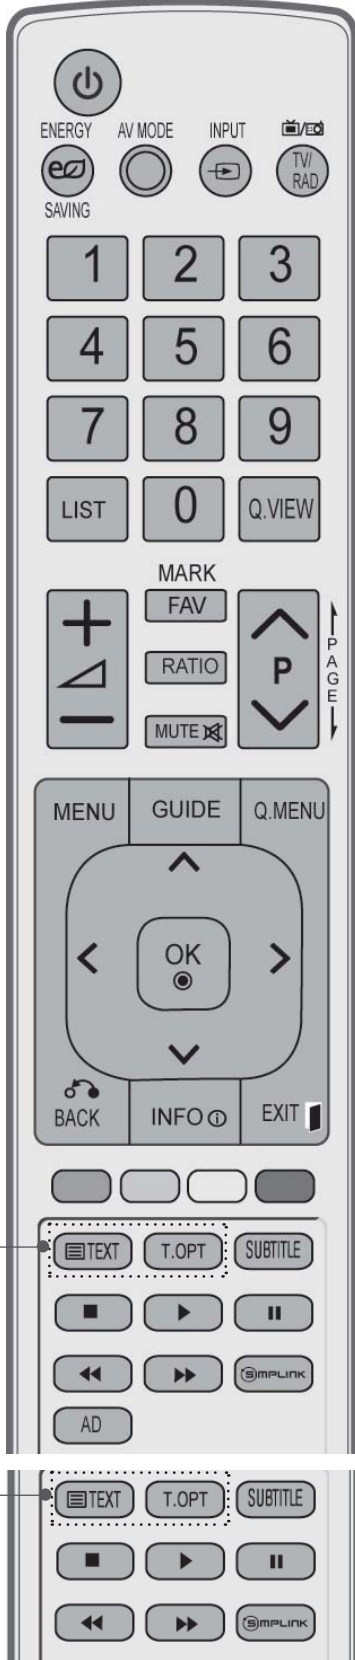 ENERGY AV MODE INPUT
TV/
RAD
SAVING
1 2 3
4 5 6
7 8 9
LIST 0 Q.VIEW
MARK
FAV
RATIO P
MUTE
PAGE
MENU GUIDE Q.MENU
OK
BACK INFO EXIT
TEXT T.OPT SUBTITLE
SIMPLINK
AD
TEXT T.OPT SUBTITLE
SIMPLINK